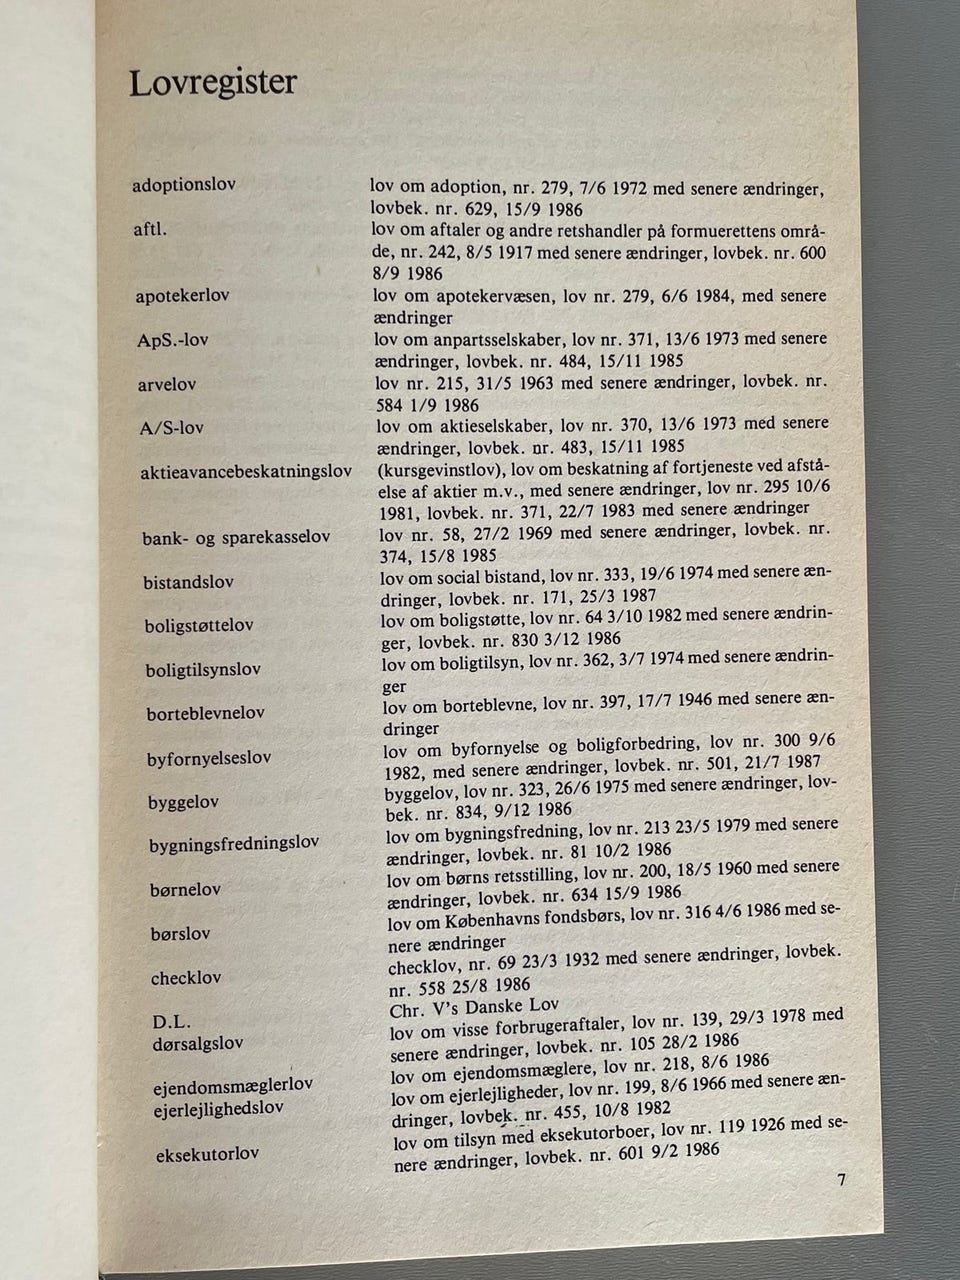 Lovregister
adoptionslov lov om adoption, nr. 279, 7/6 1972 med senere ændringer,
lovbek. nr. 629, 15/9 1986
aftl. lov om aftaler og andre retshandler på formuerettens områ-
de, nr. 242, 8/5 1917 med senere ændringer, lovbek. nr. 600
8/9 1986
apotekerlov lov om apotekervæsen, lov nr. 279, 6/6 1984, med senere
ændringer
ApS.-lov lov om anpartsselskaber, lov nr. 371, 13/6 1973 med senere
ændringer, lovbek. nr. 484, 15/11 1985
arvelov lov nr. 215, 31/5 1963 med senere ændringer, lovbek. nr.
584 1/9 1986
A/S-lov lov om aktieselskaber, lov nr. 370, 13/6 1973 med senere
ændringer, lovbek. nr. 483, 15/11 1985
aktieavancebeskatningslov (kursgevinstlov), lov om beskatning af fortjeneste ved afstå-
else af aktier m.v., med senere ændringer, lov nr. 295 10/6
1981, lovbek. nr. 371, 22/7 1983 med senere ændringer
bank- og sparekasselov lov nr. 58, 27/2 1969 med senere ændringer, lovbek. nr.
374, 15/8 1985
bistandslov lov om social bistand, lov nr. 333, 19/6 1974 med senere æn-
dringer, lovbek. nr. 171, 25/3 1987
boligstøttelov lov om boligstøtte, lov nr. 64 3/10 1982 med senere ændrin-
ger, lovbek. nr. 830 3/12 1986
boligtilsynslov lov om boligtilsyn, lov nr. 362, 3/7 1974 med senere ændrin-
ger
borteblevnelov lov om borteblevne, lov nr. 397, 17/7 1946 med senere æn-
dringer
byfornyelseslov lov om byfornyelse og boligforbedring, lov nr. 300 9/6
1982, med senere ændringer, lovbek. nr. 501, 21/7 1987
byggelov byggelov, lov nr. 323, 26/6 1975 med senere ændringer, lov-
bek. nr. 834, 9/12 1986
bygningsfredningslov lov om bygningsfredning, lov nr. 213 23/5 1979 med senere
ændringer, lovbek. nr. 81 10/2 1986
børnelov lov om børns retsstilling, lov nr. 200, 18/5 1960 med senere
ændringer, lovbek. nr. 634 15/9 1986
børslov lov om Københavns fondsbørs, lov nr. 316 4/6 1986 med se-
nere ændringer
checklov checklov, nr. 69 23/3 1932 med senere ændringer, lovbek.
nr. 558 25/8 1986
D.L. Chr. V's Danske Lov
dørsalgslov lov om visse forbrugeraftaler, lov nr. 139, 29/3 1978 med
senere ændringer, lovbek. nr. 105 28/2 1986
ejendomsmæglerlov lov om ejendomsmæglere, lov nr. 218, 8/6 1986
ejerlejlighedslov lov om ejerlejligheder, lov nr. 199, 8/6 1966 med senere æn-
dringer, lovbek. nr. 455, 10/8 1982
eksekutorlov lov om tilsyn med eksekutorboer, lov nr. 119 1926 med se-
nere ændringer, lovbek. nr. 601 9/2 1986
7